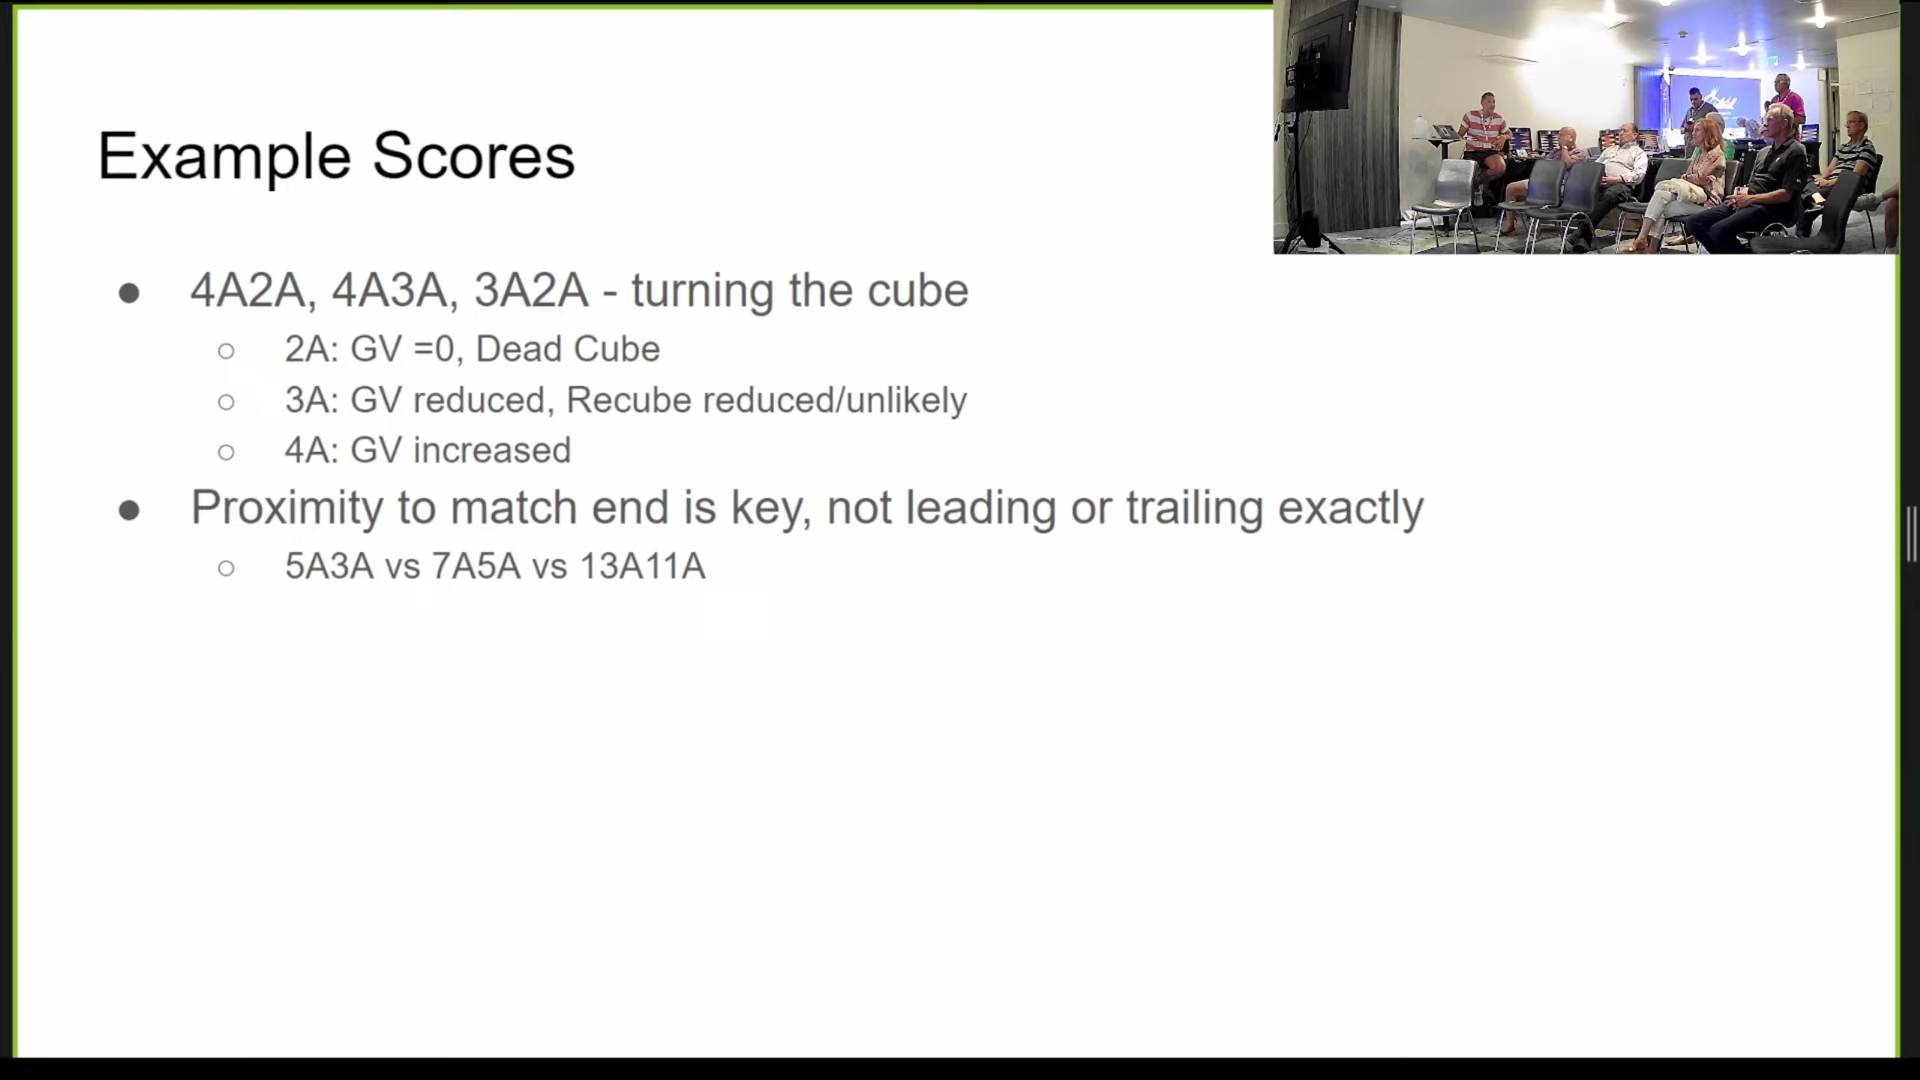 Example Scores
● 4A2A, 4A3A, 3A2A - turning the cube
○ 2A: GV =0, Dead Cube
○ 3A: GV reduced, Recube reduced/unlikely
○ 4A: GV increased
● Proximity to match end is key, not leading or trailing exactly
○ 5A3A vs 7A5A vs 13A11A